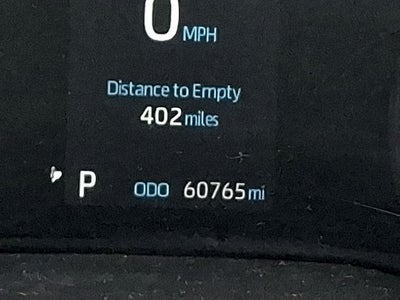 0 MPH
Distance to Empty
402 miles
P ODO 60765 mi